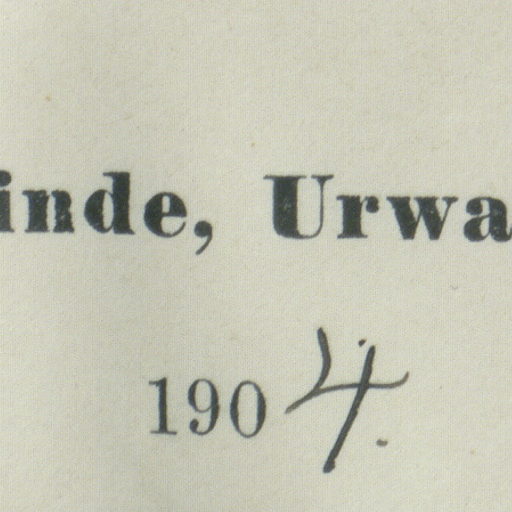 inde, Urwa
1904.